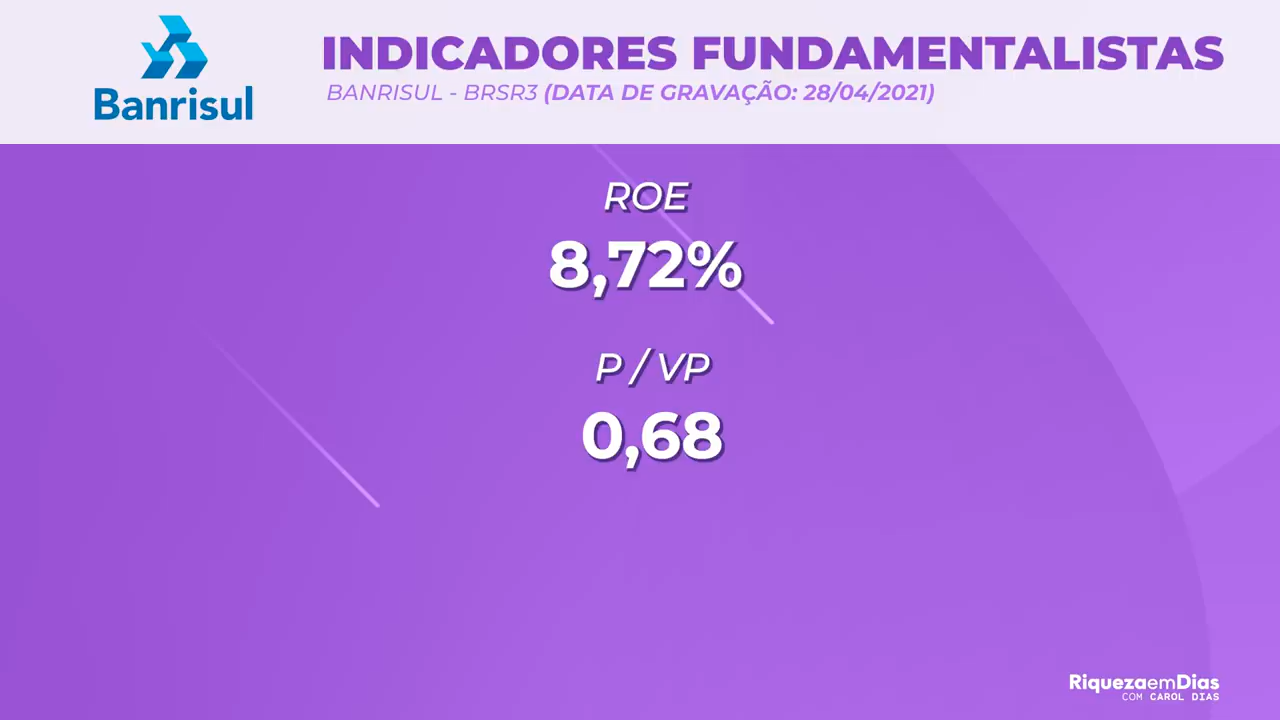 Banrisul
INDICADORES FUNDAMENTALISTAS
BANRISUL - BRSR3 (DATA DE GRAVAÇÃO: 28/04/2021)
ROE
8,72%
P / VP
0,68
RiquezaemDias
COM CAROL DIAS